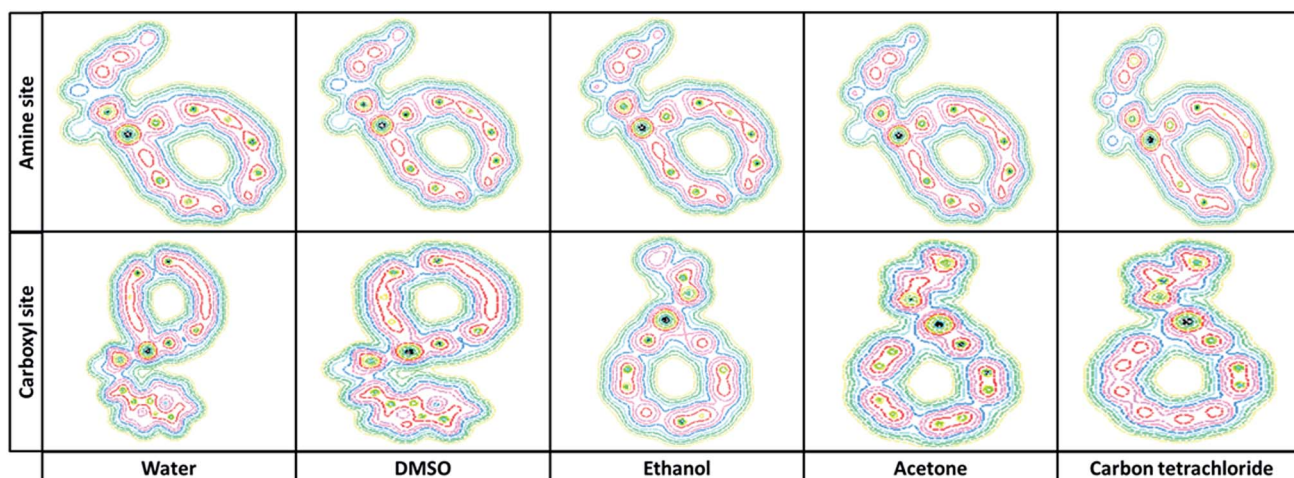 Amine site
Carboxyl site
Water
DMSO
Ethanol
Acetone
Carbon tetrachloride